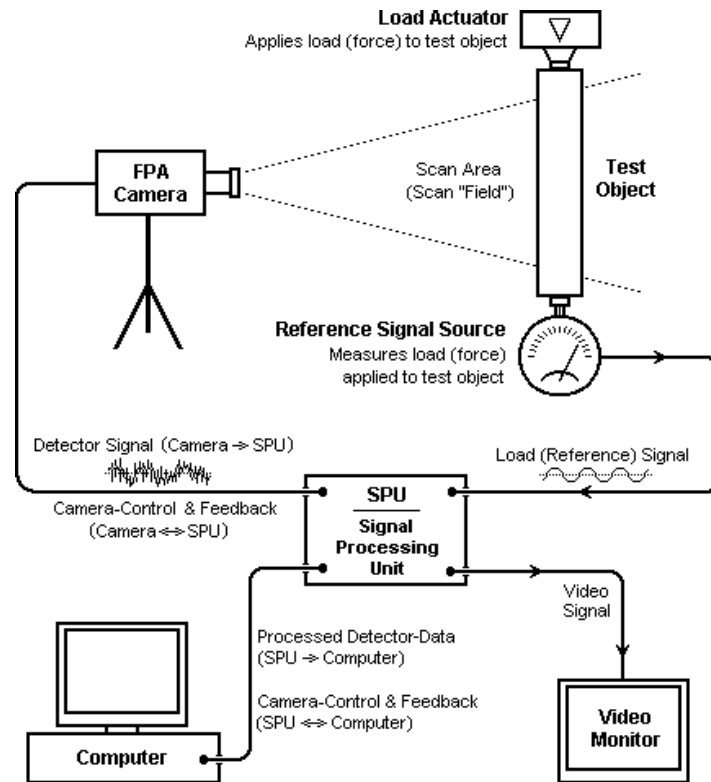 Load Actuator
Applies load (force) to test object
FPA
Camera
Scan Area
(Scan "Field")
Test
Object
Reference Signal Source
Measures load (force)
applied to test object
Detector Signal (Camera → SPU)
Camera-Control & Feedback
(Camera ↔ SPU)
Load (Reference) Signal
SPU
Signal
Processing
Unit
Video
Signal
Processed Detector-Data
(SPU → Computer)
Camera-Control & Feedback
(SPU ↔ Computer)
Computer
Video
Monitor